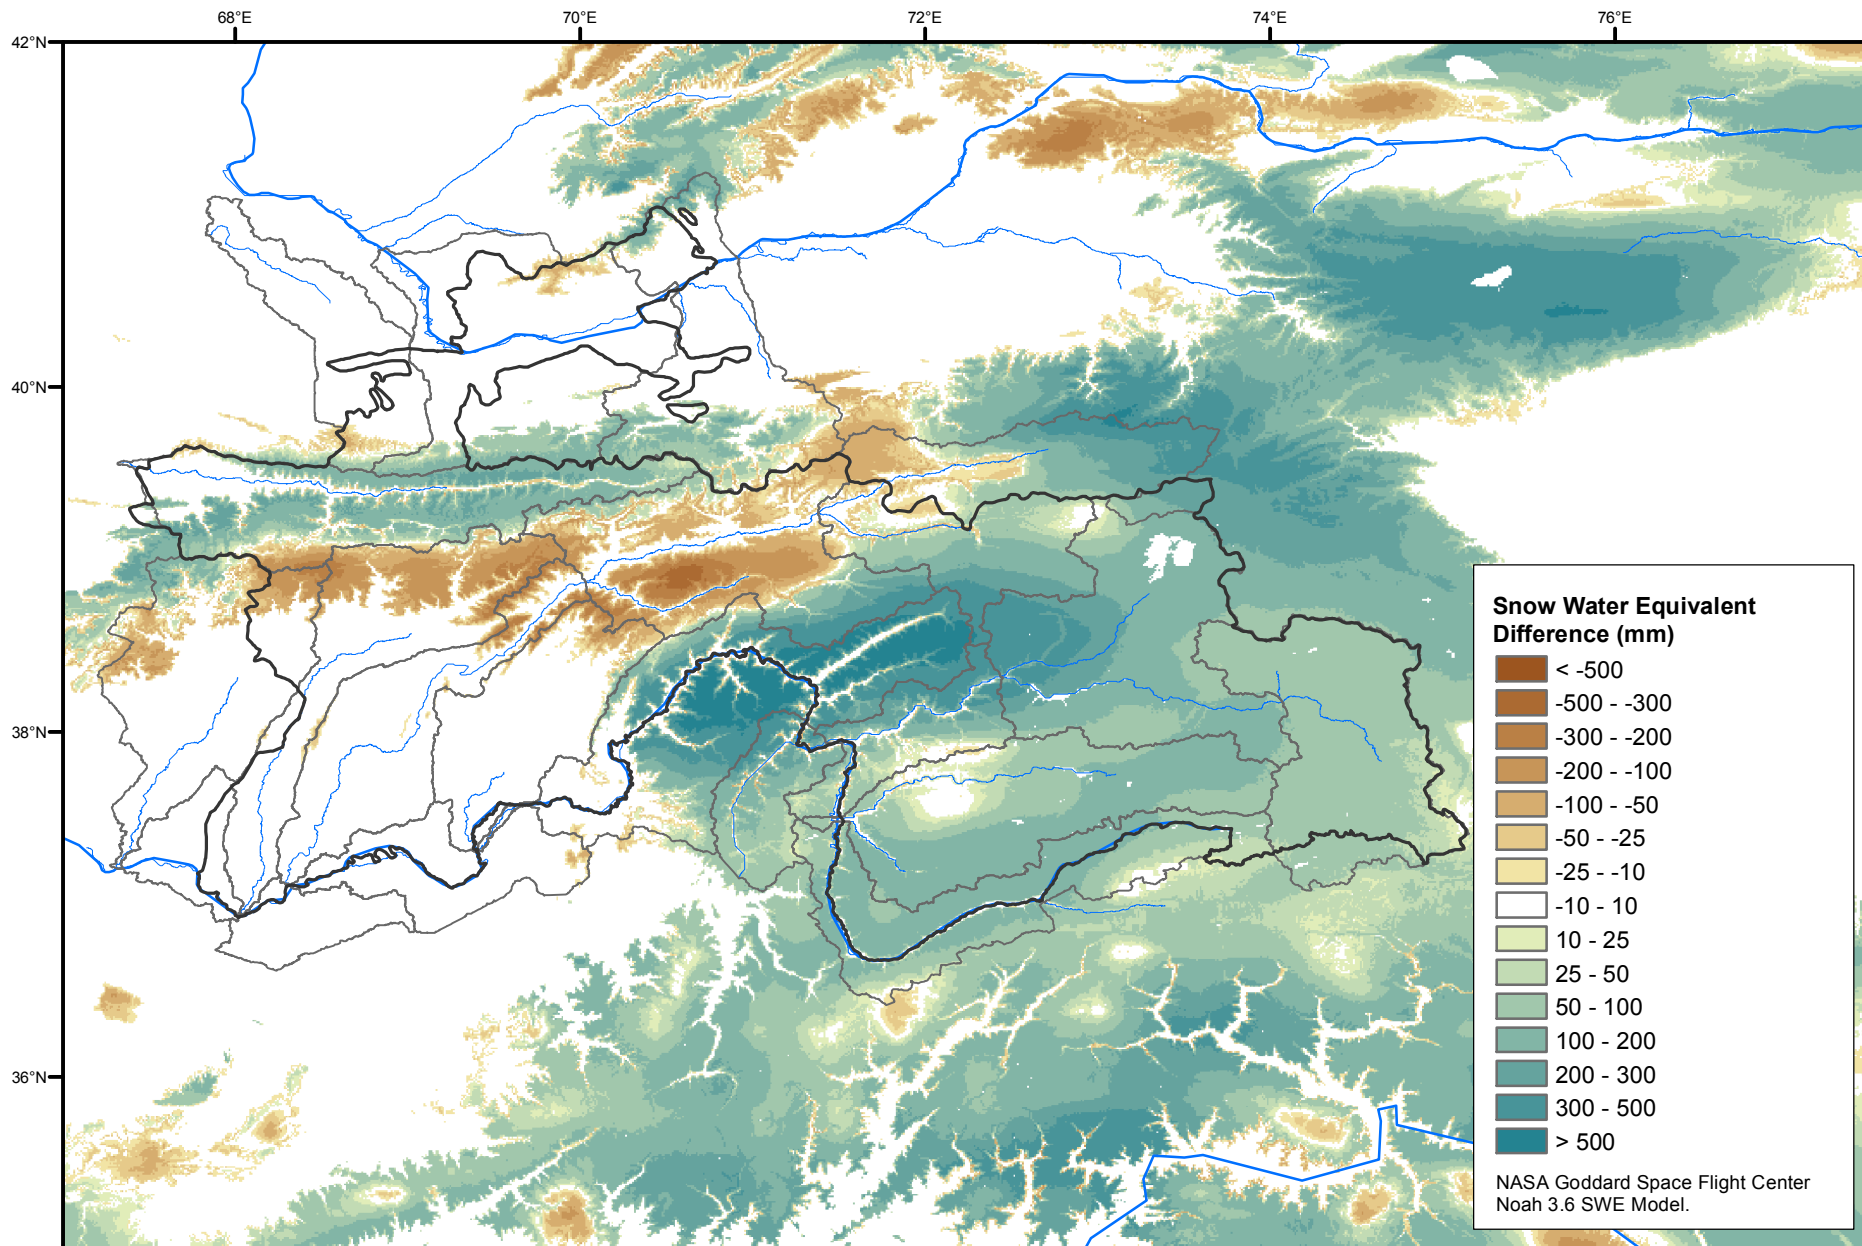 68°E
70°E
72°E
74°E
76°E
42°N
40°N
38°N
36°N
Snow Water Equivalent
Difference (mm)
< -500
-500 - -300
-300 - -200
-200 - -100
-100 - -50
-50 - -25
-25 - -10
-10 - 10
10 - 25
25 - 50
50 - 100
100 - 200
200 - 300
300 - 500
> 500
NASA Goddard Space Flight Center
Noah 3.6 SWE Model.